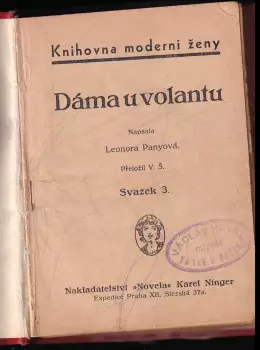 Knihovna moderní ženy
Dáma u volantu
Napsala
Leonora Panyová.
Přeložil V. Š.
Svazek 3.
VÁCLAV
Nakladatelství »Novela« Karel Ninger
Expedice Praha XII, Slezská 37a.